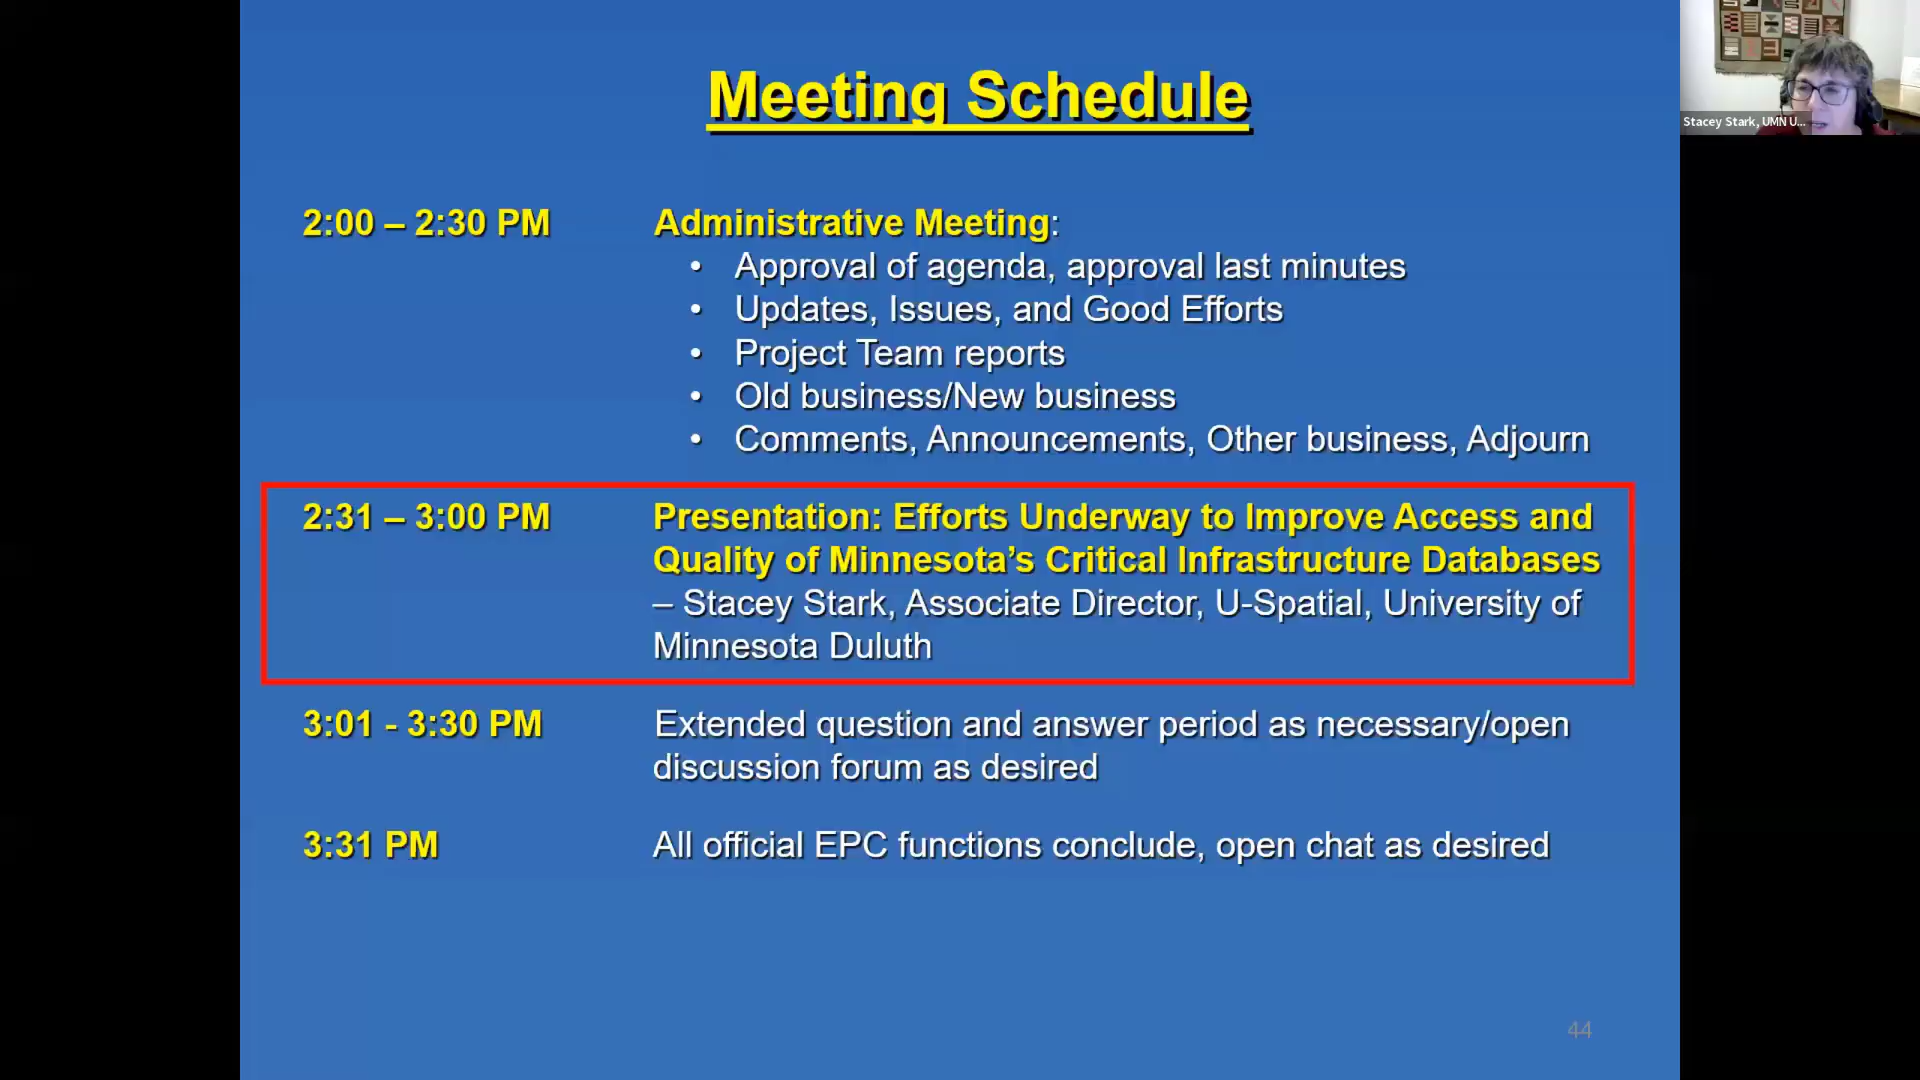 Meeting Schedule
Stacey Stark, UMN U...
2:00 – 2:30 PM
Administrative Meeting:
• Approval of agenda, approval last minutes
• Updates, Issues, and Good Efforts
• Project Team reports
• Old business/New business
• Comments, Announcements, Other business, Adjourn
2:31 – 3:00 PM
Presentation: Efforts Underway to Improve Access and
Quality of Minnesota’s Critical Infrastructure Databases
– Stacey Stark, Associate Director, U-Spatial, University of
Minnesota Duluth
3:01 - 3:30 PM
Extended question and answer period as necessary/open
discussion forum as desired
3:31 PM
All official EPC functions conclude, open chat as desired
44